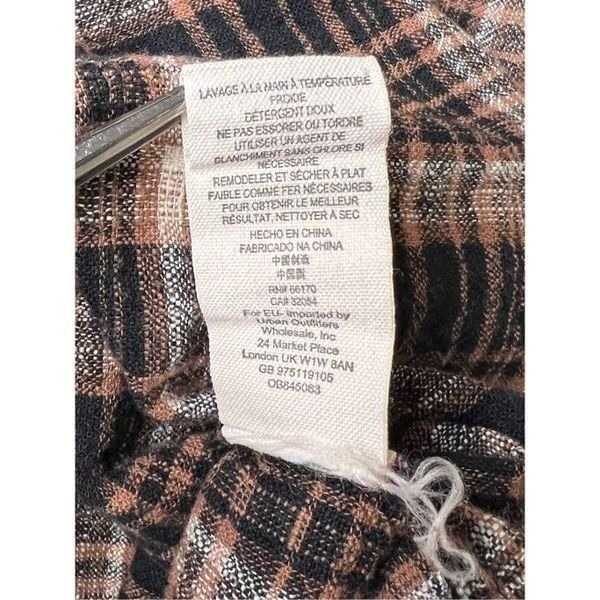 LAVAGE À LA MAIN À TEMPÉRATURE
FROIDE
DÉTERGENT DOUX
NE PAS ESSORER OU TORDRE
UTILISER UN AGENT DE
BLANCHIMENT SANS CHLORE SI
NÉCESSAIRE
REMODELER ET SÉCHER À PLAT
FAIBLE COMME FER NÉCESSAIRES
POUR OBTENIR LE MEILLEUR
RÉSULTAT, NETTOYER À SEC
HECHO EN CHINA
FABRICADO NA CHINA
中國制造
中国製
RN# 66170
CA# 32054
For EU- imported by
Urban Outfitters
Wholesale, Inc
24 Market Place
London UK W1W 8AN
GB 975119105
OB845083